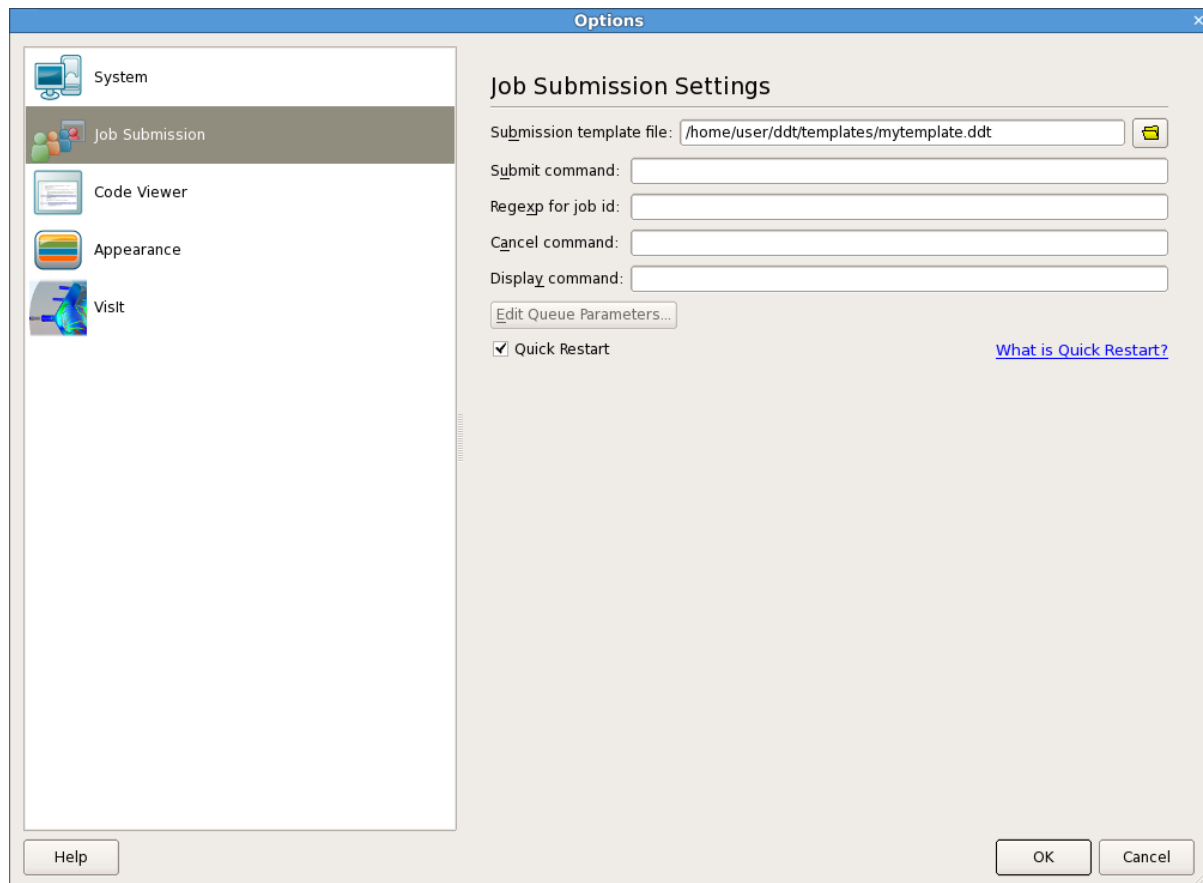 Options
System
Job Submission
Code Viewer
Appearance
VisIt
Job Submission Settings
Submission template file: /home/user/ddt/templates/mytemplate.ddt
Submit command:
Regexp for job id:
Cancel command:
Display command:
Edit Queue Parameters...
Quick Restart What is Quick Restart?
Help OK Cancel